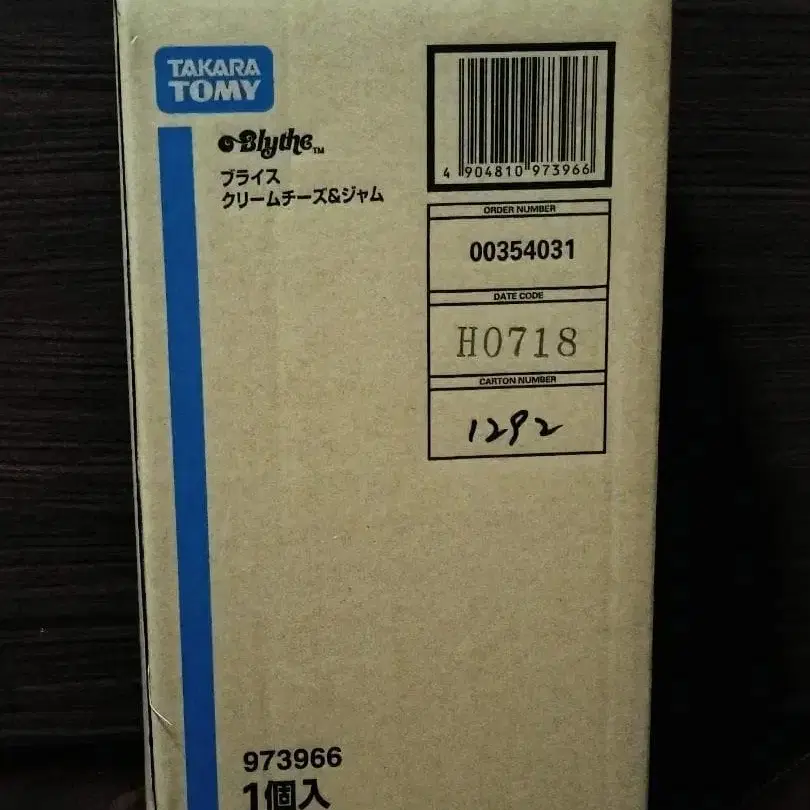 TAKARA
TOMY
Blythe™
ブライス
クリームチーズ&ジャム
4 904810 973966
ORDER NUMBER
00354031
DATE CODE
H0718
CARTON NUMBER
1292
973966
1個入